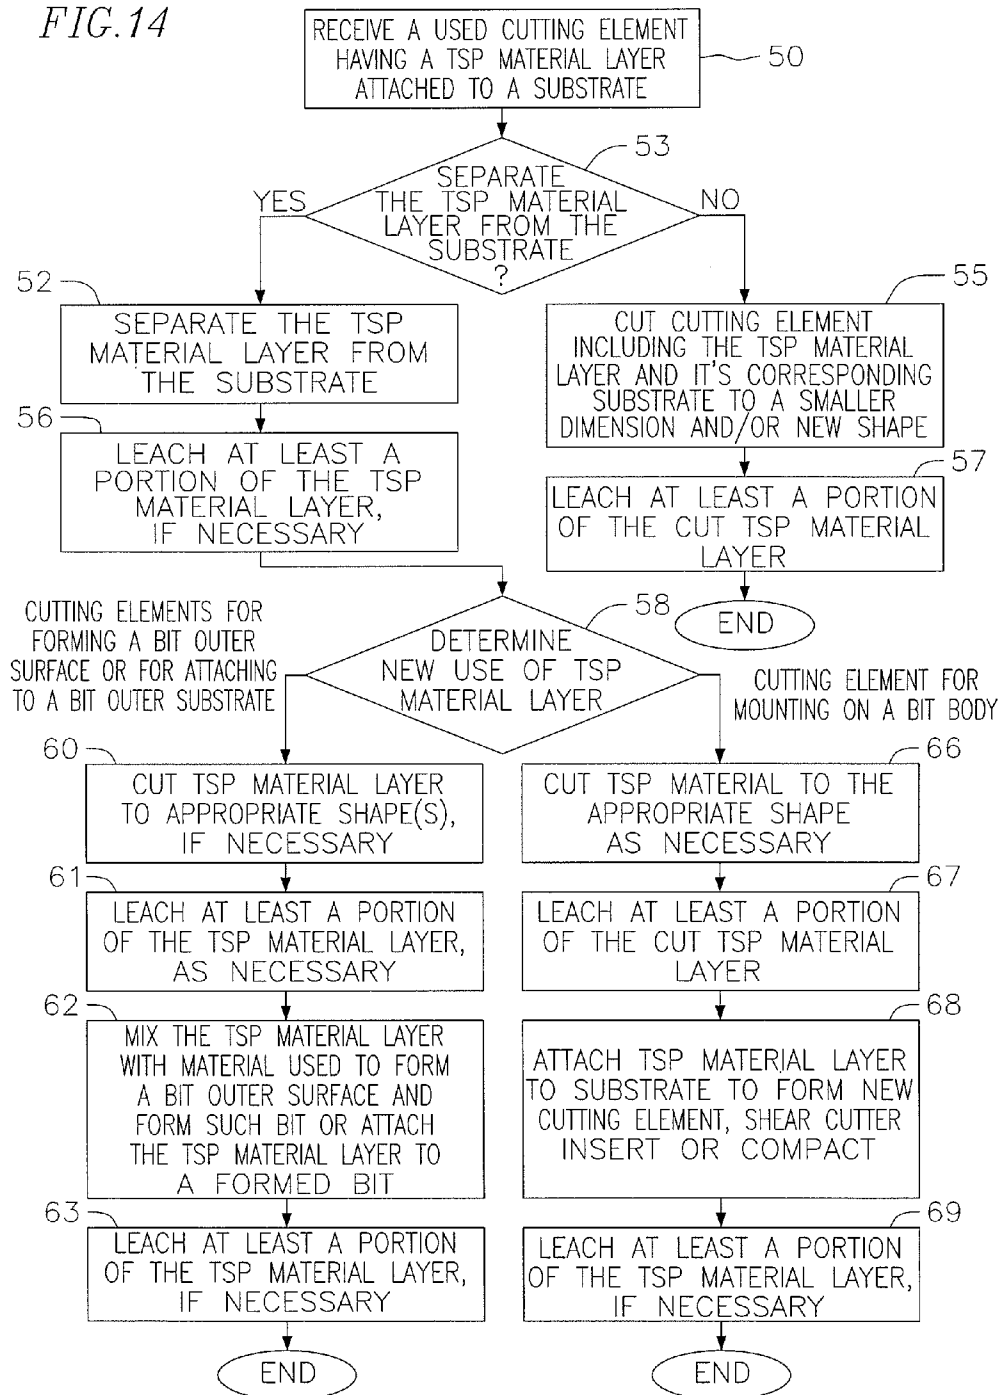 FIG.14
RECEIVE A USED CUTTING ELEMENT
HAVING A TSP MATERIAL LAYER
ATTACHED TO A SUBSTRATE
50
53
SEPARATE
THE TSP MATERIAL
LAYER FROM THE
SUBSTRATE
?
YES
NO
52
SEPARATE THE TSP
MATERIAL LAYER FROM
THE SUBSTRATE
55
CUT CUTTING ELEMENT
INCLUDING THE TSP MATERIAL
LAYER AND IT'S CORRESPONDING
SUBSTRATE TO A SMALLER
DIMENSION AND/OR NEW SHAPE
56
LEACH AT LEAST A
PORTION OF THE TSP
MATERIAL LAYER,
IF NECESSARY
57
LEACH AT LEAST A PORTION
OF THE CUT TSP MATERIAL
LAYER
END
58
DETERMINE
NEW USE OF TSP
MATERIAL LAYER
CUTTING ELEMENTS FOR
FORMING A BIT OUTER
SURFACE OR FOR ATTACHING
TO A BIT OUTER SUBSTRATE
CUTTING ELEMENT FOR
MOUNTING ON A BIT BODY
60
CUT TSP MATERIAL LAYER
TO APPROPRIATE SHAPE(S),
IF NECESSARY
61
LEACH AT LEAST A PORTION
OF THE TSP MATERIAL LAYER,
AS NECESSARY
62
MIX THE TSP MATERIAL LAYER
WITH MATERIAL USED TO FORM
A BIT OUTER SURFACE AND
FORM SUCH BIT OR ATTACH
THE TSP MATERIAL LAYER TO
A FORMED BIT
63
LEACH AT LEAST A PORTION
OF THE TSP MATERIAL LAYER,
IF NECESSARY
END
66
CUT TSP MATERIAL TO THE
APPROPRIATE SHAPE
AS NECESSARY
67
LEACH AT LEAST A PORTION
OF THE CUT TSP MATERIAL
LAYER
68
ATTACH TSP MATERIAL LAYER
TO SUBSTRATE TO FORM NEW
CUTTING ELEMENT, SHEAR CUTTER
INSERT OR COMPACT
69
LEACH AT LEAST A PORTION
OF THE TSP MATERIAL LAYER,
IF NECESSARY
END